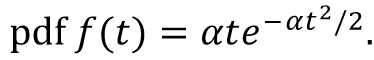 pdf f(t) = αte^{−αt²/2}.